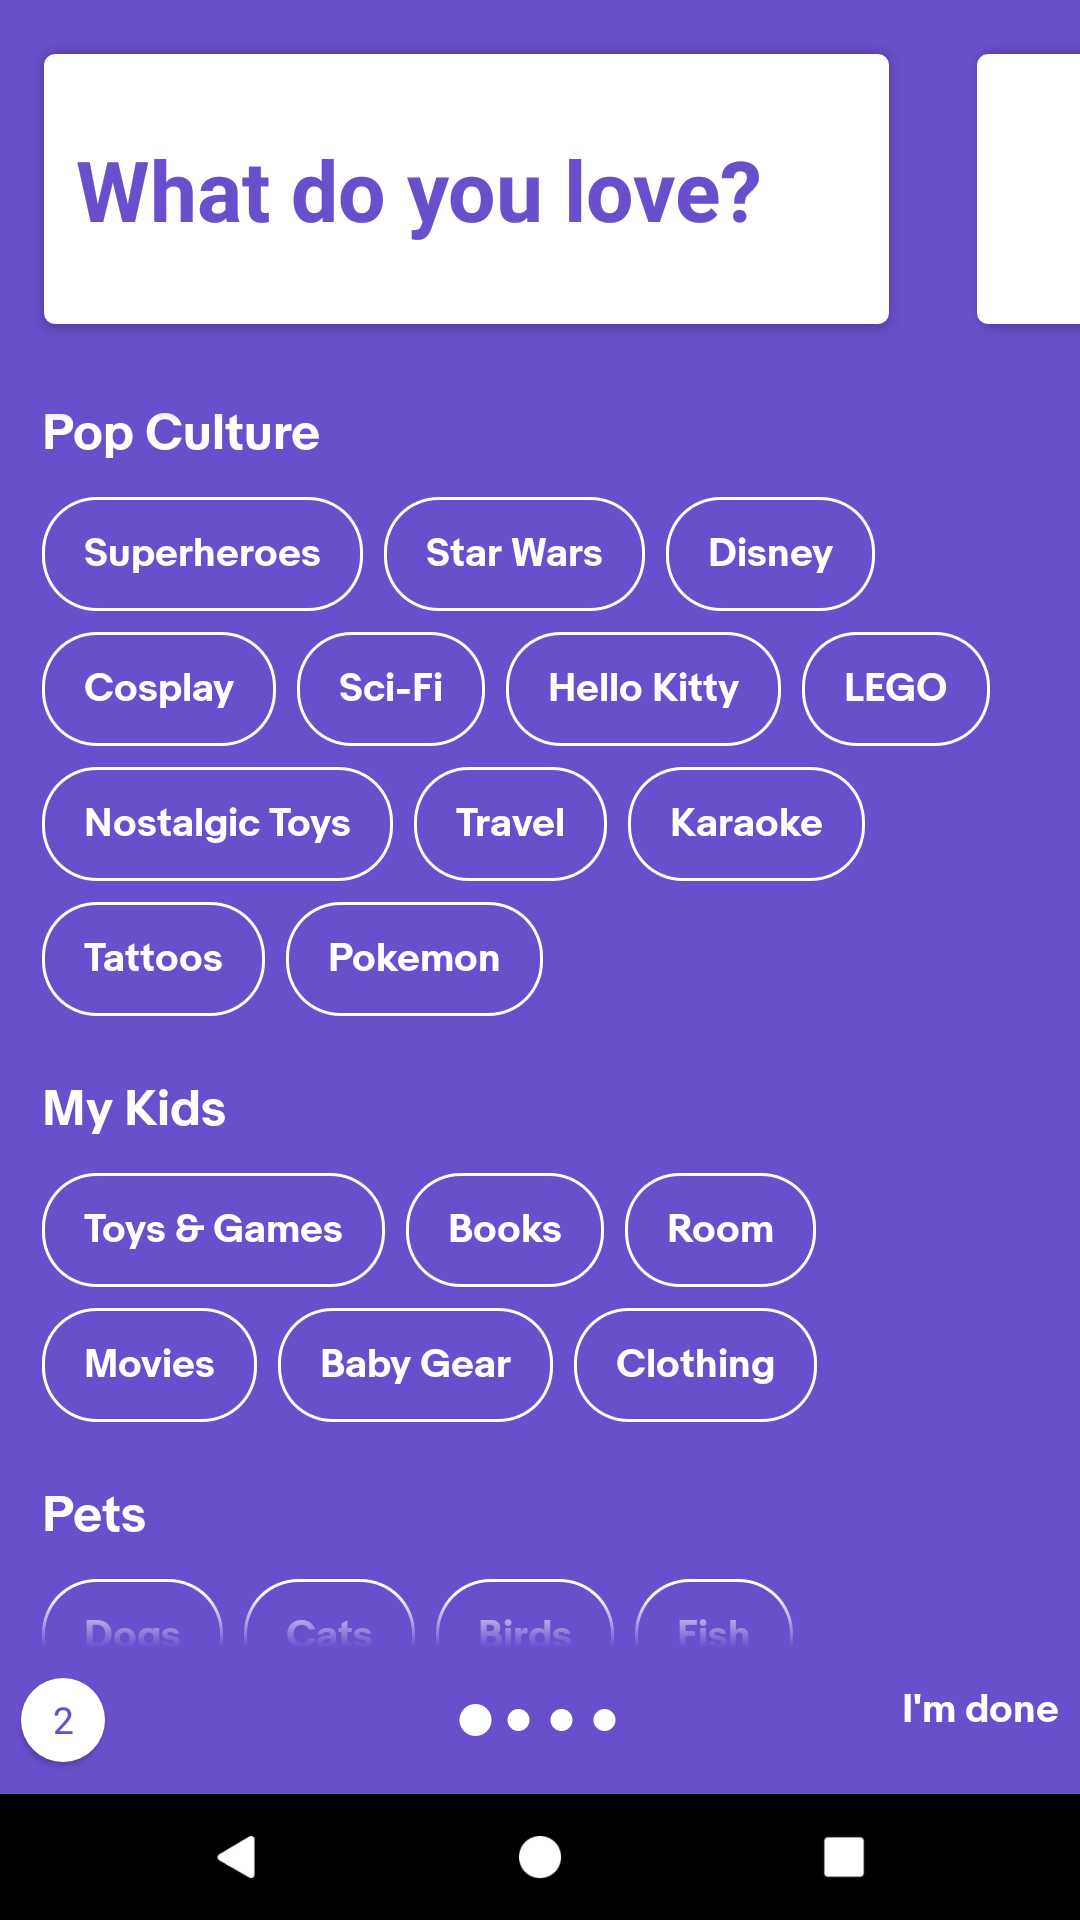 What do you love?
Pop Culture
Superheroes Star Wars Disney
Cosplay Sci-Fi Hello Kitty LEGO
Nostalgic Toys Travel Karaoke
Tattoos Pokemon
My Kids
Toys & Games Books Room
Movies Baby Gear Clothing
Pets
Dogs Cats Birds Fish
2 I'm done